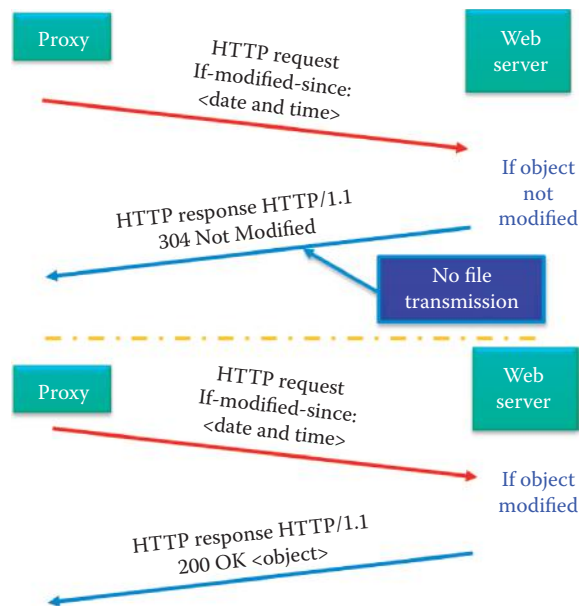 Proxy
HTTP request
If-modified-since:
<date and time>
Web
server
If object
not
modified
HTTP response HTTP/1.1
304 Not Modified
No file
transmission
Proxy
HTTP request
If-modified-since:
<date and time>
Web
server
If object
modified
HTTP response HTTP/1.1
200 OK <object>